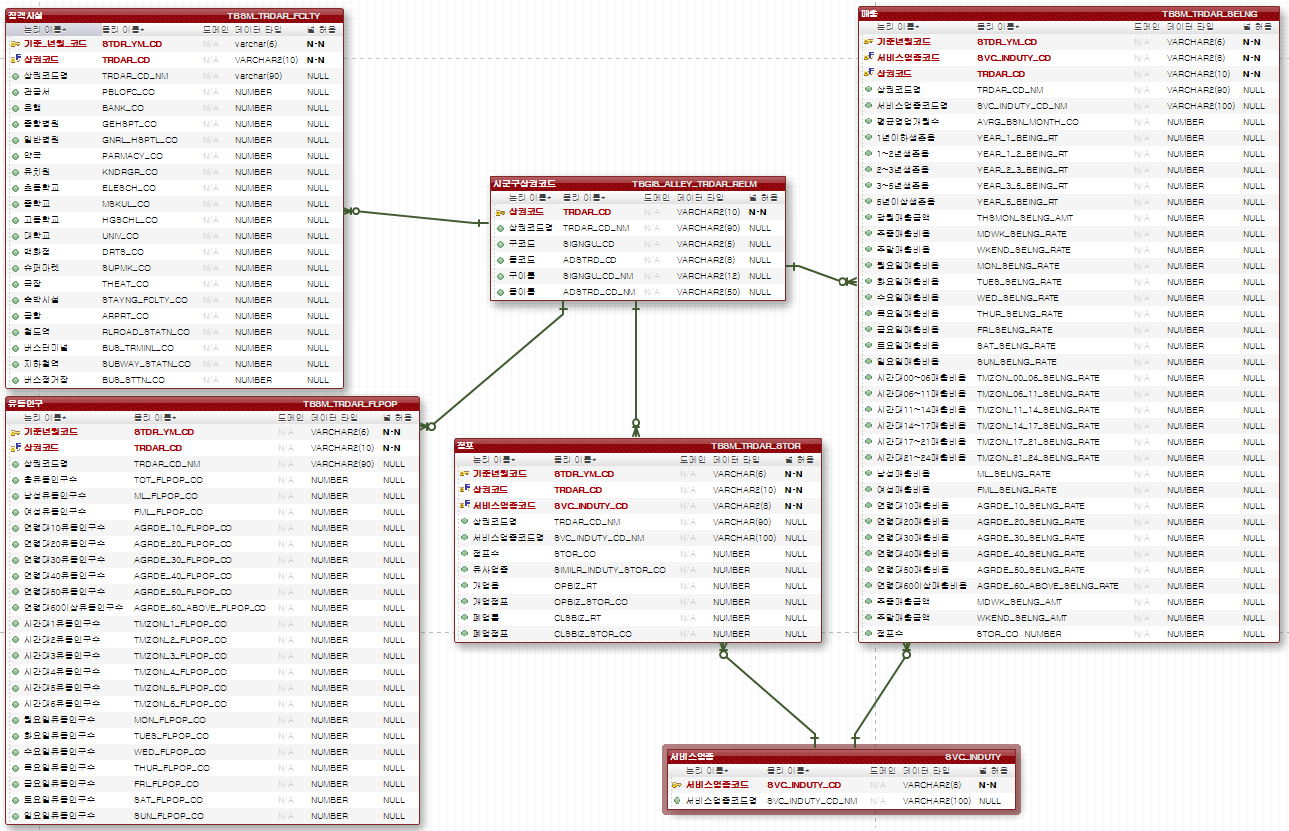 집객시설 TBSM_TRDAR_FCLTY
논리 이름* 물리 이름* 도메인 데이터 타입 널 허용
기준_년월_코드 STDR_YM_CD N/A varchar(6) N-N
상권코드 TRDAR_CD N/A VARCHAR2(10) N-N
상권코드명 TRDAR_CD_NM N/A varchar(90) NULL
관공서 PBLOFC_CO N/A NUMBER NULL
은행 BANK_CO N/A NUMBER NULL
종합병원 GEHSPT_CO N/A NUMBER NULL
일반병원 GNRL_HSPTL_CO N/A NUMBER NULL
약국 PARMACY_CO N/A NUMBER NULL
유치원 KNDRGR_CO N/A NUMBER NULL
초등학교 ELESCH_CO N/A NUMBER NULL
중학교 MSKUL_CO N/A NUMBER NULL
고등학교 HGSCHL_CO N/A NUMBER NULL
대학교 UNIV_CO N/A NUMBER NULL
백화점 DRTS_CO N/A NUMBER NULL
슈퍼마켓 SUPMK_CO N/A NUMBER NULL
극장 THEAT_CO N/A NUMBER NULL
숙박시설 STAYNG_FCLTY_CO N/A NUMBER NULL
공항 ARPRT_CO N/A NUMBER NULL
철도역 RLROAD_STATN_CO N/A NUMBER NULL
버스터미널 BUS_TRMINL_CO N/A NUMBER NULL
지하철역 SUBWAY_STATN_CO N/A NUMBER NULL
버스정거장 BUS_STTN_CO N/A NUMBER NULL
유동인구 TBSM_TRDAR_FLPOP
논리 이름* 물리 이름* 도메인 데이터 타입 널 허용
기준년월코드 STDR_YM_CD N/A VARCHAR2(6) N-N
상권코드 TRDAR_CD N/A VARCHAR2(10) N-N
상권코드명 TRDAR_CD_NM N/A VARCHAR2(90) NULL
총유동인구수 TOT_FLPOP_CO N/A NUMBER NULL
남성유동인구수 ML_FLPOP_CO N/A NUMBER NULL
여성유동인구수 FML_FLPOP_CO N/A NUMBER NULL
연령대10유동인구수 AGRDE_10_FLPOP_CO N/A NUMBER NULL
연령대20유동인구수 AGRDE_20_FLPOP_CO N/A NUMBER NULL
연령대30유동인구수 AGRDE_30_FLPOP_CO N/A NUMBER NULL
연령대40유동인구수 AGRDE_40_FLPOP_CO N/A NUMBER NULL
연령대50유동인구수 AGRDE_50_FLPOP_CO N/A NUMBER NULL
연령대60이상유동인구수 AGRDE_60_ABOVE_FLPOP_CO N/A NUMBER NULL
시간대1유동인구수 TMZON_1_FLPOP_CO N/A NUMBER NULL
시간대2유동인구수 TMZON_2_FLPOP_CO N/A NUMBER NULL
시간대3유동인구수 TMZON_3_FLPOP_CO N/A NUMBER NULL
시간대4유동인구수 TMZON_4_FLPOP_CO N/A NUMBER NULL
시간대5유동인구수 TMZON_5_FLPOP_CO N/A NUMBER NULL
시간대6유동인구수 TMZON_6_FLPOP_CO N/A NUMBER NULL
월요일유동인구수 MON_FLPOP_CO N/A NUMBER NULL
화요일유동인구수 TUES_FLPOP_CO N/A NUMBER NULL
수요일유동인구수 WED_FLPOP_CO N/A NUMBER NULL
목요일유동인구수 THUR_FLPOP_CO N/A NUMBER NULL
금요일유동인구수 FRI_FLPOP_CO N/A NUMBER NULL
토요일유동인구수 SAT_FLPOP_CO N/A NUMBER NULL
일요일유동인구수 SUN_FLPOP_CO N/A NUMBER NULL
시군구상권코드 TBGIS_ALLEY_TRDAR_RELM
논리 이름* 물리 이름* 도메인 데이터 타입 널 허용
상권코드 TRDAR_CD N/A VARCHAR2(10) N-N
상권코드명 TRDAR_CD_NM N/A VARCHAR2(90) NULL
구코드 SIGNGU_CD N/A VARCHAR2(5) NULL
동코드 ADSTRD_CD N/A VARCHAR2(8) NULL
구이름 SIGNGU_CD_NM N/A VARCHAR2(12) NULL
동이름 ADSTRD_CD_NM N/A VARCHAR2(50) NULL
점포 TBSM_TRDAR_STOR
논리 이름* 물리 이름* 도메인 데이터 타입 널 허용
기준년월코드 STDR_YM_CD N/A VARCHAR(6) N-N
상권코드 TRDAR_CD N/A VARCHAR2(10) N-N
서비스업종코드 SVC_INDUTY_CD N/A VARCHAR2(8) N-N
상권코드명 TRDAR_CD_NM N/A VARCHAR(90) NULL
서비스업종코드명 SVC_INDUTY_CD_NM N/A VARCHAR(100) NULL
점포수 STOR_CO N/A NUMBER NULL
유사업종 SIMILR_INDUTY_STOR_CO N/A NUMBER NULL
개업율 OPBIZ_RT N/A NUMBER NULL
개업점포 OPBIZ_STOR_CO N/A NUMBER NULL
폐업률 CLSBIZ_RT N/A NUMBER NULL
폐업점포 CLSBIZ_STOR_CO N/A NUMBER NULL
매출 TBSM_TRDAR_SELNG
논리 이름* 물리 이름* 도메인 데이터 타입 널 허용
기준년월코드 STDR_YM_CD N/A VARCHAR2(6) N-N
서비스업종코드 SVC_INDUTY_CD N/A VARCHAR2(8) N-N
상권코드 TRDAR_CD N/A VARCHAR2(10) N-N
상권코드명 TRDAR_CD_NM N/A VARCHAR2(90) NULL
서비스업종코드명 SVC_INDUTY_CD_NM N/A VARCHAR2(100) NULL
평균영업개월수 AVRG_BSN_MONTH_CO N/A NUMBER NULL
1년이하생존율 YEAR_1_BEING_RT N/A NUMBER NULL
1~2년생존율 YEAR_1_2_BEING_RT N/A NUMBER NULL
2~3년생존율 YEAR_2_3_BEING_RT N/A NUMBER NULL
3~5년생존율 YEAR_3_5_BEING_RT N/A NUMBER NULL
5년이상생존율 YEAR_5_BEING_RT N/A NUMBER NULL
당월매출금액 THSMON_SELNG_AMT N/A NUMBER NULL
주중매출비율 MDWK_SELNG_RATE N/A NUMBER NULL
주말매출비율 WKEND_SELNG_RATE N/A NUMBER NULL
월요일매출비율 MON_SELNG_RATE N/A NUMBER NULL
화요일매출비율 TUES_SELNG_RATE N/A NUMBER NULL
수요일매출비율 WED_SELNG_RATE N/A NUMBER NULL
목요일매출비율 THUR_SELNG_RATE N/A NUMBER NULL
금요일매출비율 FRI_SELNG_RATE N/A NUMBER NULL
토요일매출비율 SAT_SELNG_RATE N/A NUMBER NULL
일요일매출비율 SUN_SELNG_RATE N/A NUMBER NULL
시간대00~06매출비율 TMZON_00_06_SELNG_RATE N/A NUMBER NULL
시간대06~11매출비율 TMZON_06_11_SELNG_RATE N/A NUMBER NULL
시간대11~14매출비율 TMZON_11_14_SELNG_RATE N/A NUMBER NULL
시간대14~17매출비율 TMZON_14_17_SELNG_RATE N/A NUMBER NULL
시간대17~21매출비율 TMZON_17_21_SELNG_RATE N/A NUMBER NULL
시간대21~24매출비율 TMZON_21_24_SELNG_RATE N/A NUMBER NULL
남성매출비율 ML_SELNG_RATE N/A NUMBER NULL
여성매출비율 FML_SELNG_RATE N/A NUMBER NULL
연령대10매출비율 AGRDE_10_SELNG_RATE N/A NUMBER NULL
연령대20매출비율 AGRDE_20_SELNG_RATE N/A NUMBER NULL
연령대30매출비율 AGRDE_30_SELNG_RATE N/A NUMBER NULL
연령대40매출비율 AGRDE_40_SELNG_RATE N/A NUMBER NULL
연령대50매출비율 AGRDE_50_SELNG_RATE N/A NUMBER NULL
연령대60이상매출비율 AGRDE_60_ABOVE_SELNG_RATE N/A NUMBER NULL
주중매출금액 MDWK_SELNG_AMT N/A NUMBER NULL
주말매출금액 WKEND_SELNG_AMT N/A NUMBER NULL
점포수 STOR_CO NUMBER N/A NUMBER NULL
서비스업종 SVC_INDUTY
논리 이름* 물리 이름* 도메인 데이터 타입 널 허용
서비스업종코드 SVC_INDUTY_CD N/A VARCHAR2(8) N-N
서비스업종코드명 SVC_INDUTY_CD_NM N/A VARCHAR2(100) NULL